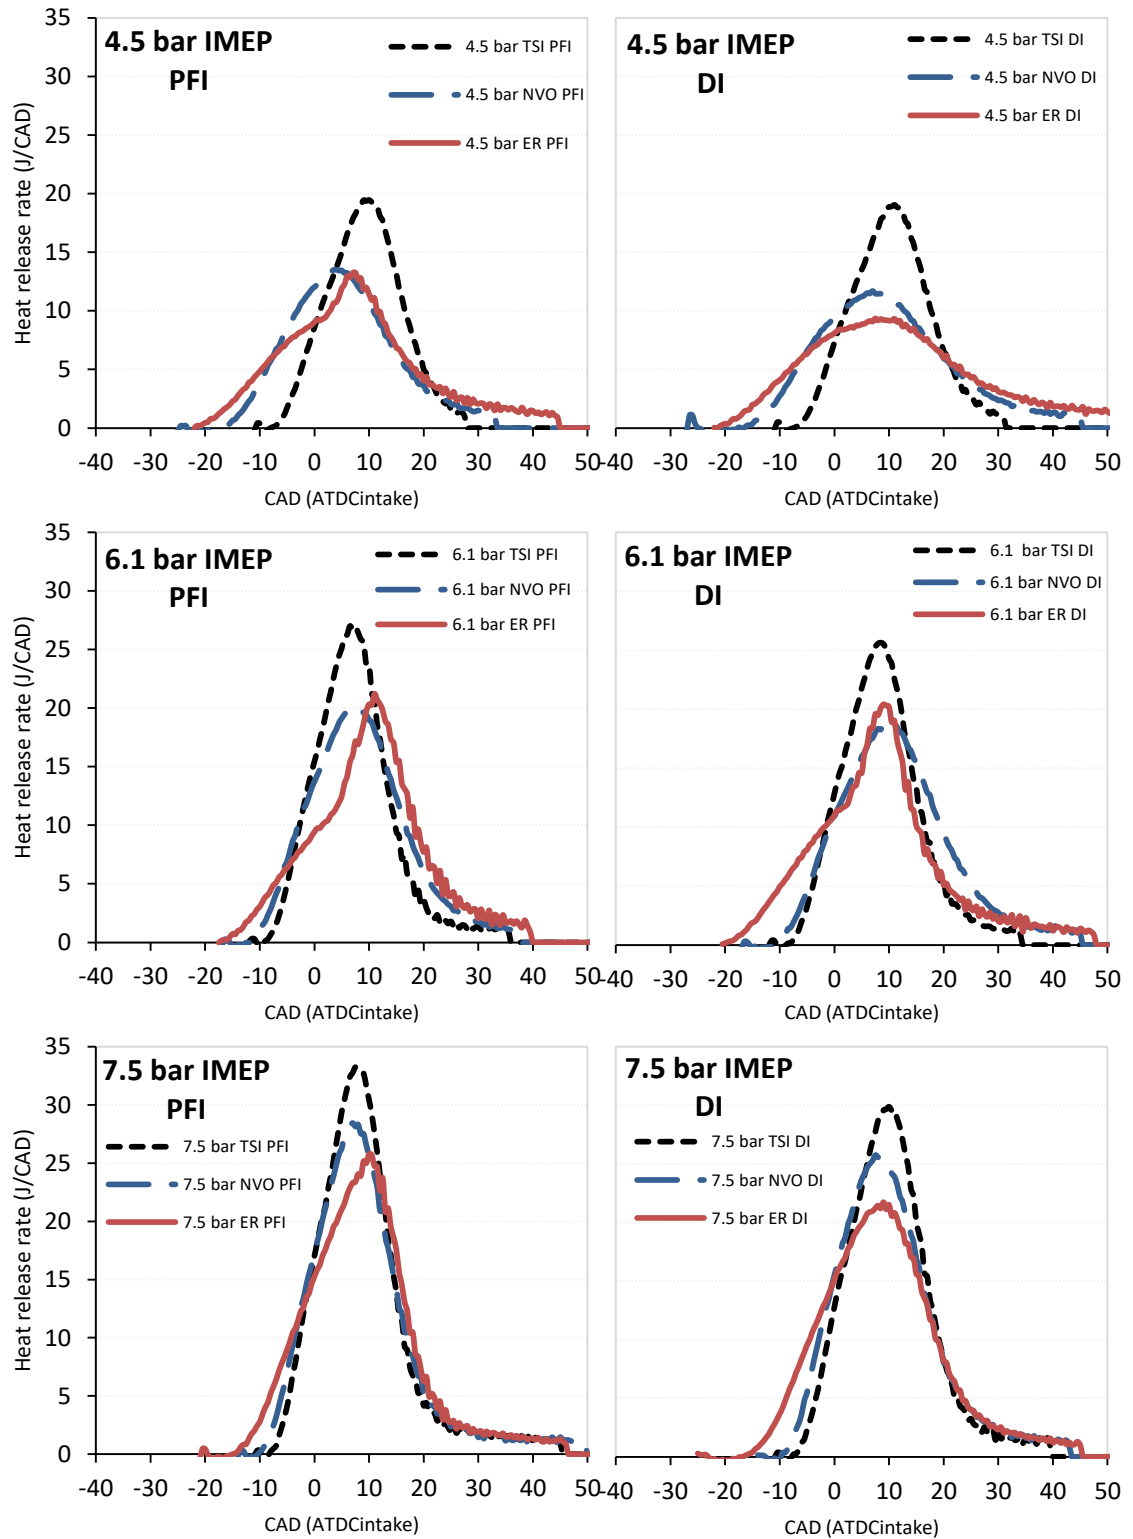 4.5 bar IMEP
PFI
4.5 bar TSI PFI
4.5 bar NVO PFI
4.5 bar ER PFI
Heat release rate (J/CAD)
35
30
25
20
15
10
5
0
-40 -30 -20 -10 0 10 20 30 40 50
CAD (ATDCintake)
4.5 bar IMEP
DI
4.5 bar TSI DI
4.5 bar NVO DI
4.5 bar ER DI
-40 -30 -20 -10 0 10 20 30 40 50
CAD (ATDCintake)
6.1 bar IMEP
PFI
6.1 bar TSI PFI
6.1 bar NVO PFI
6.1 bar ER PFI
Heat release rate (J/CAD)
35
30
25
20
15
10
5
0
-40 -30 -20 -10 0 10 20 30 40 50
CAD (ATDCintake)
6.1 bar IMEP
DI
6.1 bar TSI DI
6.1 bar NVO DI
6.1 bar ER DI
-40 -30 -20 -10 0 10 20 30 40 50
CAD (ATDCintake)
7.5 bar IMEP
PFI
7.5 bar TSI PFI
7.5 bar NVO PFI
7.5 bar ER PFI
Heat release rate (J/CAD)
35
30
25
20
15
10
5
0
-40 -30 -20 -10 0 10 20 30 40 50
CAD (ATDCintake)
7.5 bar IMEP
DI
7.5 bar TSI DI
7.5 bar NVO DI
7.5 bar ER DI
-40 -30 -20 -10 0 10 20 30 40 50
CAD (ATDCintake)